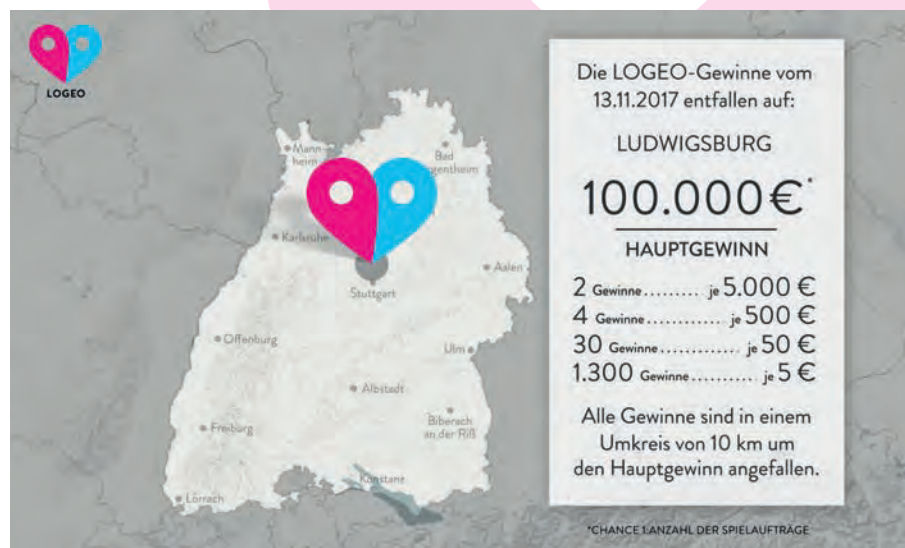 LOGEO
Mann-
heim
Bad
gentheim
Karlsruhe
Aalen
Stuttgart
Offenburg
Ulm
Albstadt
Biberach
an der Riß
Freiburg
Konstanz
Lörrach
Die LOGEO-Gewinne vom
13.11.2017 entfallen auf:
LUDWIGSBURG
100.000 €*
HAUPTGEWINN
2 Gewinne.......... je 5.000 €
4 Gewinne............ je 500 €
30 Gewinne............. je 50 €
1.300 Gewinne........... je 5 €
Alle Gewinne sind in einem
Umkreis von 10 km um
den Hauptgewinn angefallen.
*CHANCE 1:ANZAHL DER SPIELAUFTRÄGE